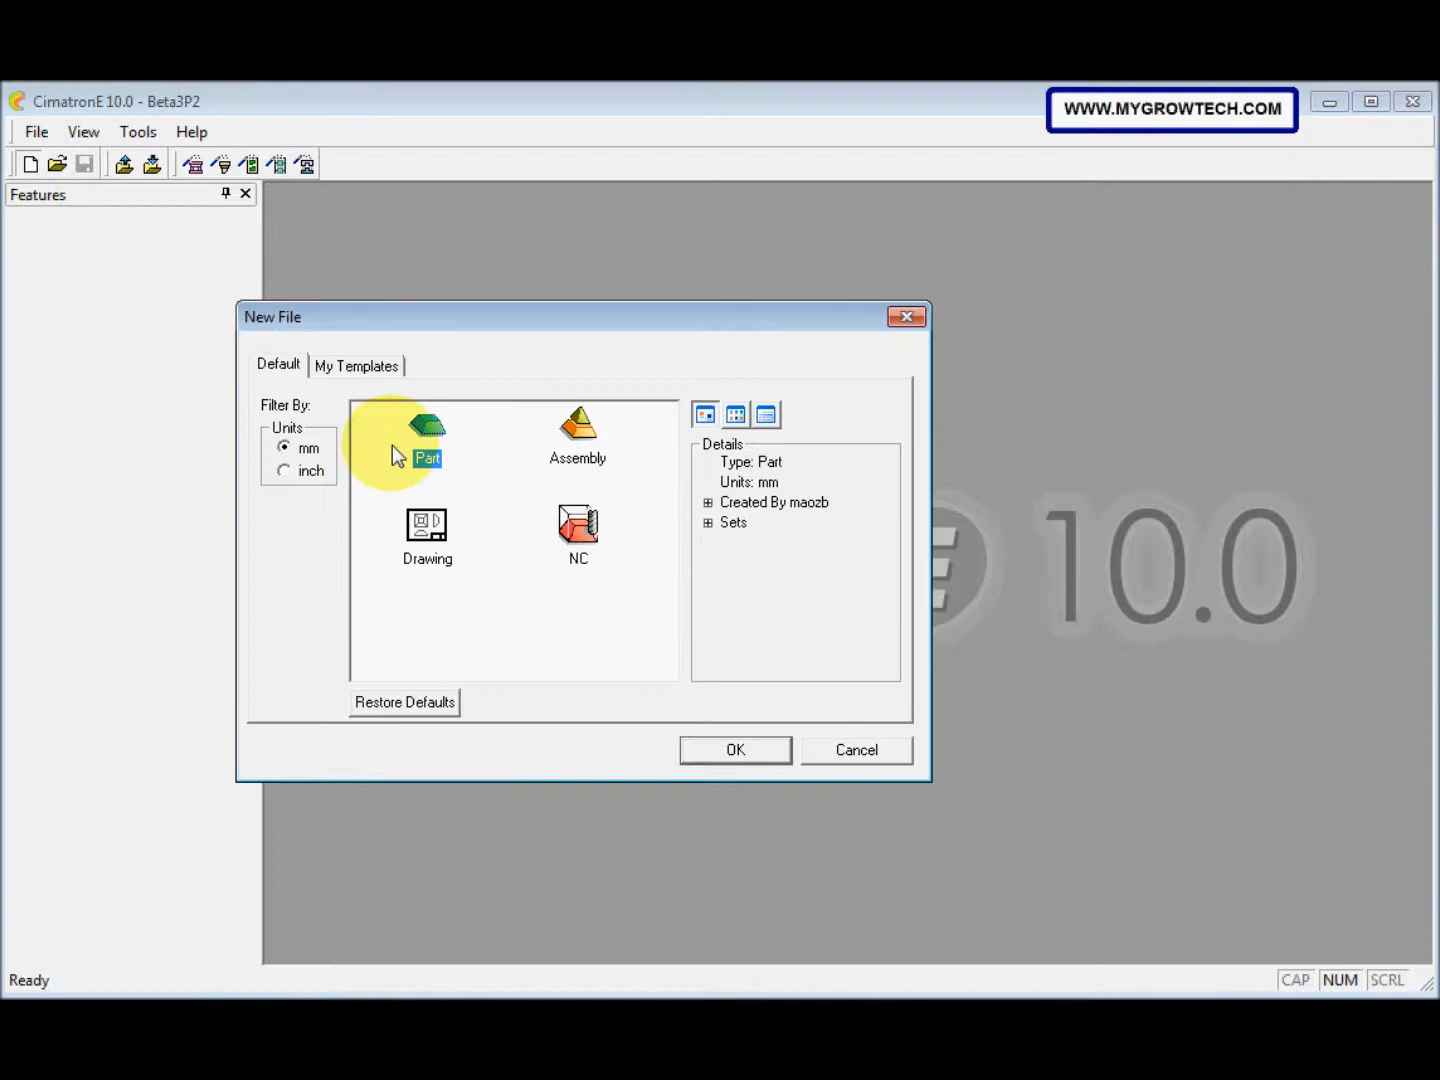 CimatronE 10.0 - Beta3P2
WWW.MYGROWTECH.COM
File View Tools Help
Features
New File
Default My Templates
Filter By:
Units
mm
inch
Part
Assembly
Drawing
NC
Details
Type: Part
Units: mm
Created By maozb
Sets
Restore Defaults
OK Cancel
E 10.0
Ready
CAP NUM SCRL